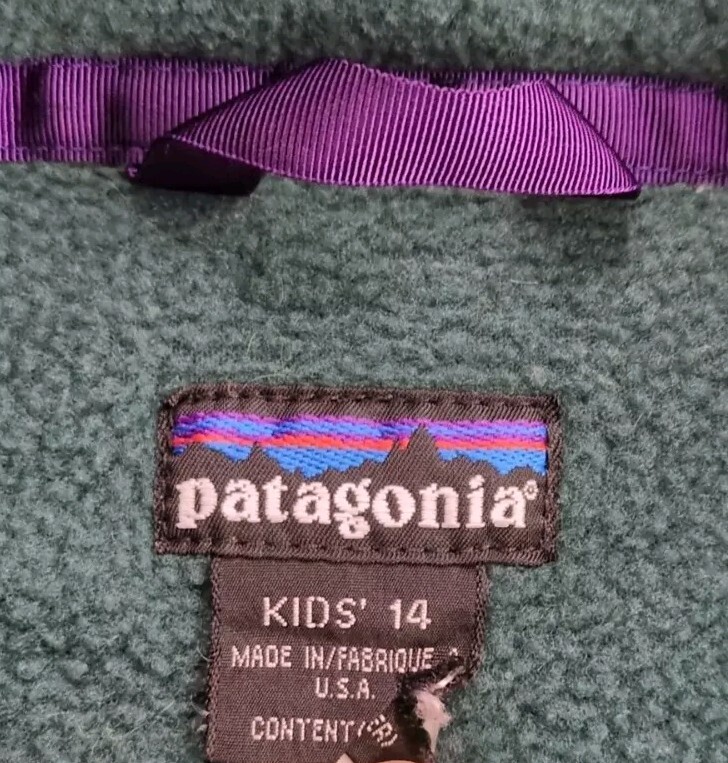 patagonia®
KIDS' 14
MADE IN/FABRIQUE
U.S.A.
CONTENT/